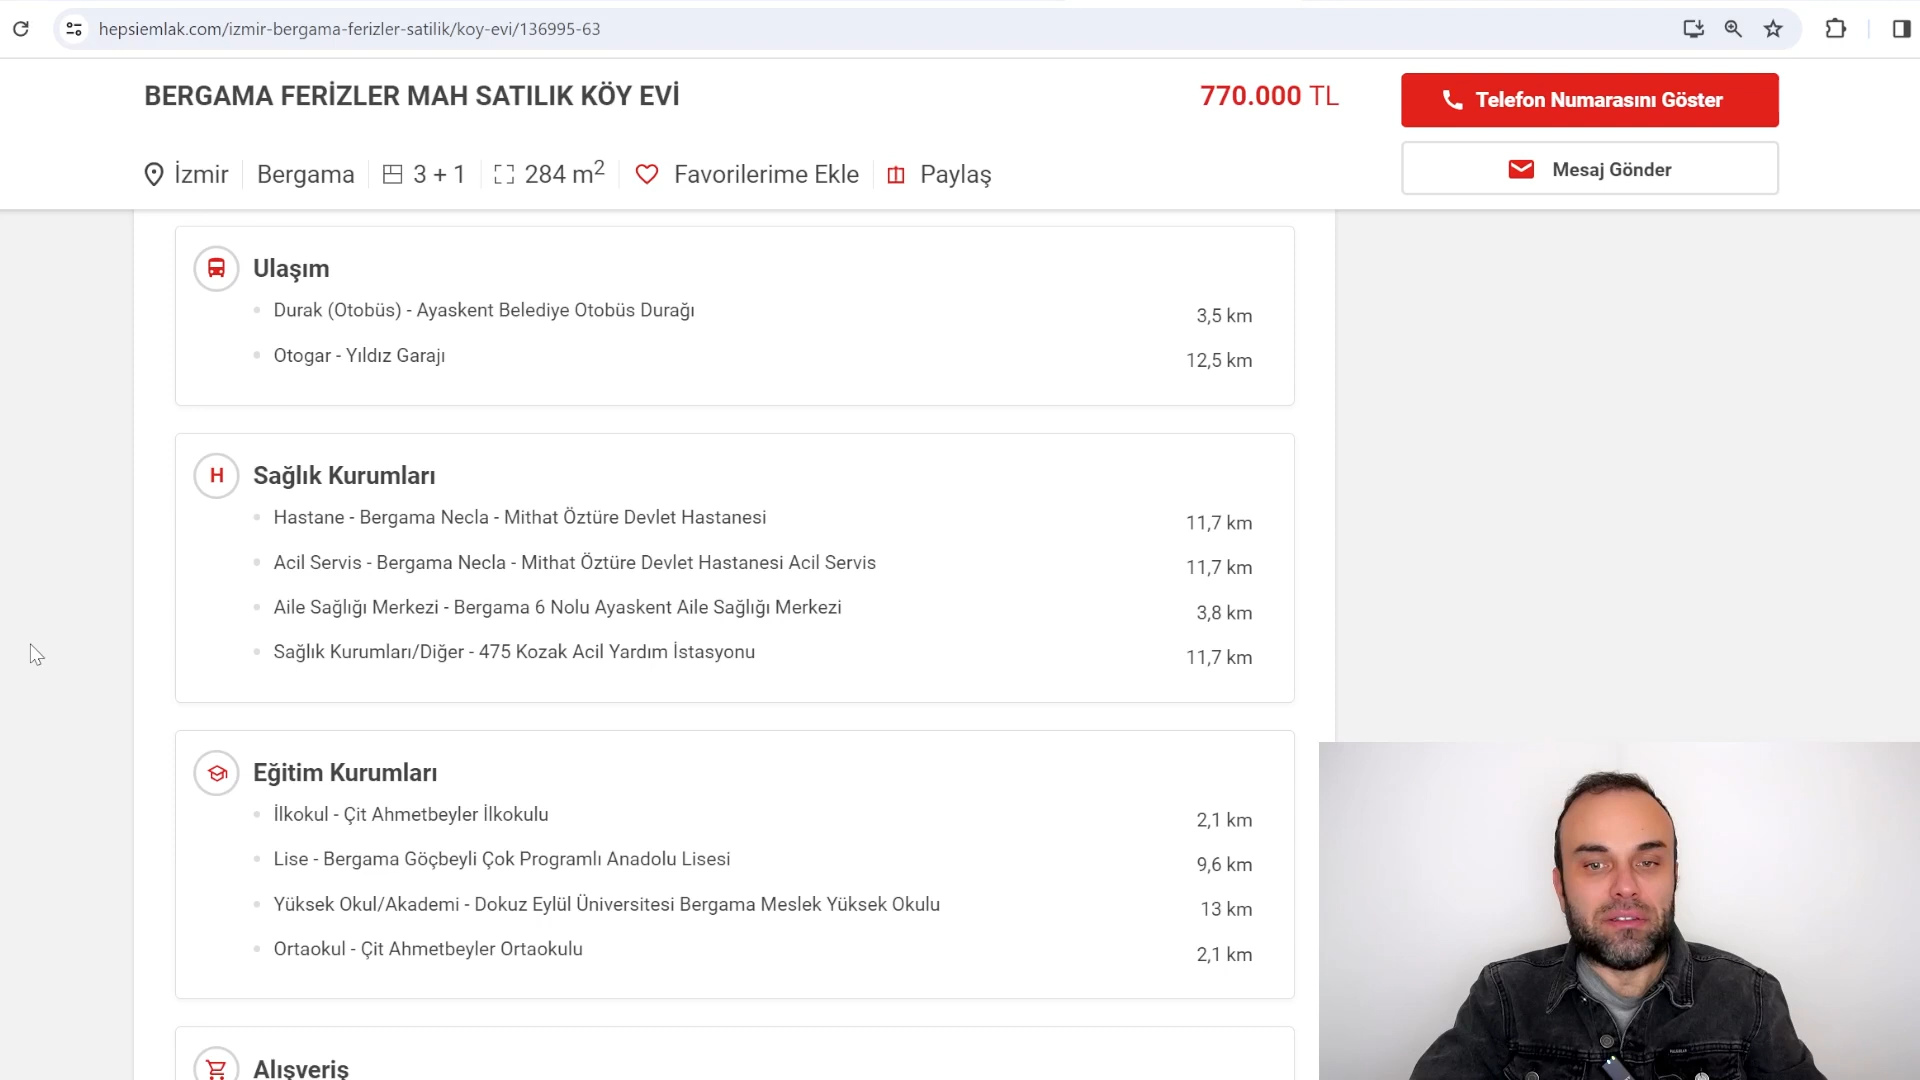 hepsiemlak.com/izmir-bergama-ferizler-satilik/koy-evi/136995-63
BERGAMA FERİZLER MAH SATILIK KÖY EVİ
770.000 TL
Telefon Numarasını Göster
İzmir
Bergama
3 + 1
284 m²
Favorilerime Ekle
Paylaş
Mesaj Gönder
Ulaşım
Durak (Otobüs) - Ayaskent Belediye Otobüs Durağı
3,5 km
Otogar - Yıldız Garajı
12,5 km
H
Sağlık Kurumları
Hastane - Bergama Necla - Mithat Öztüre Devlet Hastanesi
11,7 km
Acil Servis - Bergama Necla - Mithat Öztüre Devlet Hastanesi Acil Servis
11,7 km
Aile Sağlığı Merkezi - Bergama 6 Nolu Ayaskent Aile Sağlığı Merkezi
3,8 km
Sağlık Kurumları/Diğer - 475 Kozak Acil Yardım İstasyonu
11,7 km
Eğitim Kurumları
İlkokul - Çit Ahmetbeyler İlkokulu
2,1 km
Lise - Bergama Göçbeyli Çok Programlı Anadolu Lisesi
9,6 km
Yüksek Okul/Akademi - Dokuz Eylül Üniversitesi Bergama Meslek Yüksek Okulu
13 km
Ortaokul - Çit Ahmetbeyler Ortaokulu
2,1 km
Alışveriş